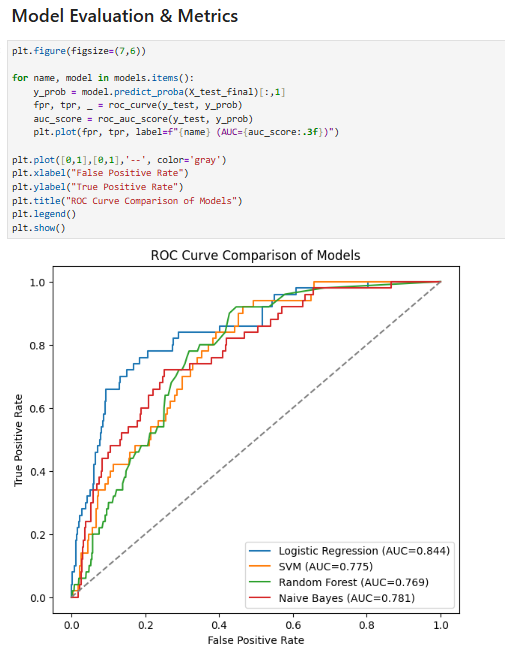 Model Evaluation & Metrics
plt.figure(figsize=(7,6))
for name, model in models.items():
    y_prob = model.predict_proba(X_test_final)[:,1]
    fpr, tpr, _ = roc_curve(y_test, y_prob)
    auc_score = roc_auc_score(y_test, y_prob)
    plt.plot(fpr, tpr, label=f"{name} (AUC={auc_score:.3f})")
plt.plot([0,1],[0,1],'--', color='gray')
plt.xlabel("False Positive Rate")
plt.ylabel("True Positive Rate")
plt.title("ROC Curve Comparison of Models")
plt.legend()
plt.show()
ROC Curve Comparison of Models
True Positive Rate
1.0
0.8
0.6
0.4
0.2
0.0
Logistic Regression (AUC=0.844)
SVM (AUC=0.775)
Random Forest (AUC=0.769)
Naive Bayes (AUC=0.781)
0.0 0.2 0.4 0.6 0.8 1.0
False Positive Rate